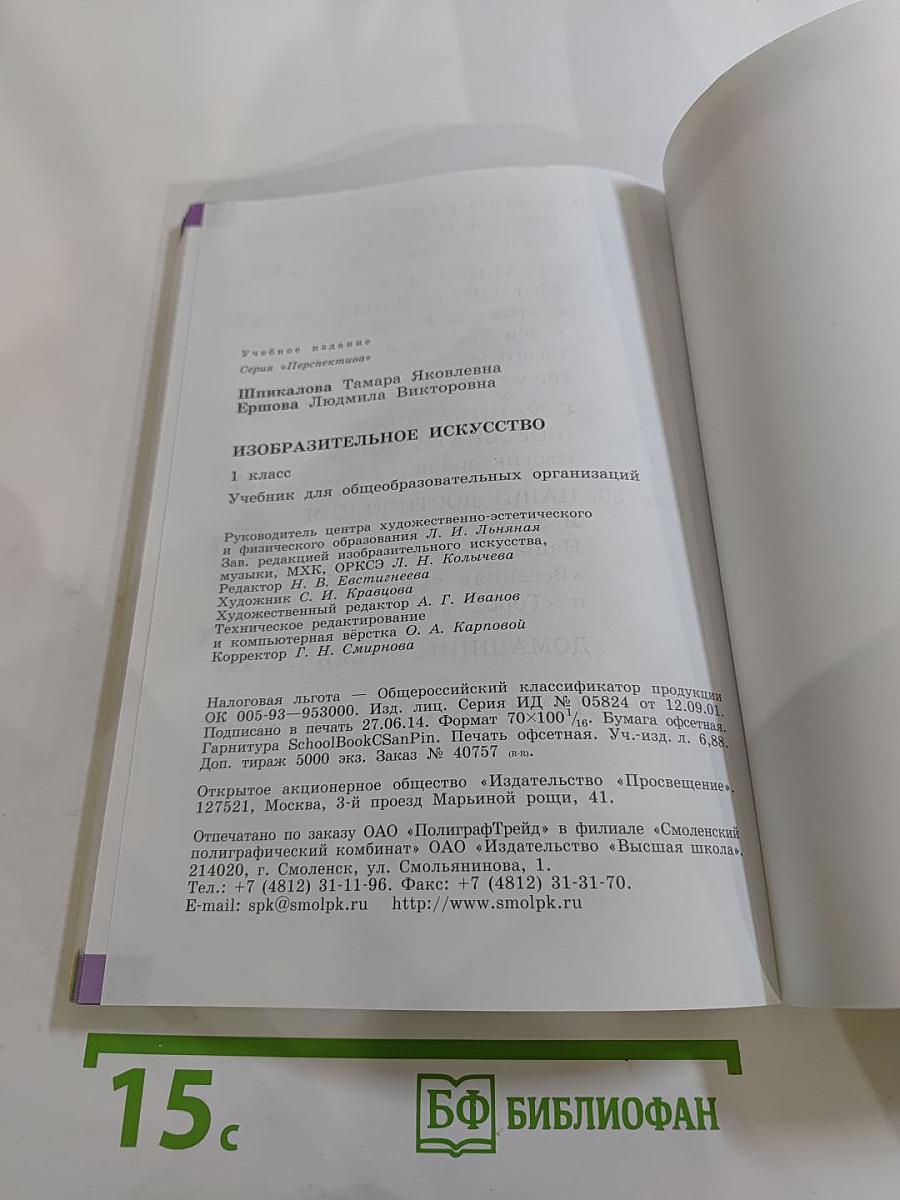 Учебное издание
Серия «Перспектива»
Шпикалова Тамара Яковлевна
Ершова Людмила Викторовна
ИЗОБРАЗИТЕЛЬНОЕ ИСКУССТВО
1 класс
Учебник для общеобразовательных организаций
Руководитель центра художественно-эстетического
и физического образования Л. И. Льняная
Зав. редакцией изобразительного искусства,
музыки, МХК, ОРКСЭ Л. Н. Колычева
Редактор Н. В. Евстигнеева
Художник С. И. Кравцова
Художественный редактор А. Г. Иванов
Техническое редактирование
и компьютерная вёрстка О. А. Карповой
Корректор Г. Н. Смирнова
Налоговая льгота — Общероссийский классификатор продукции
ОК 005-93—953000. Изд. лиц. Серия ИД № 05824 от 12.09.01.
Подписано в печать 27.06.14. Формат 70×100 1/16. Бумага офсетная.
Гарнитура SchoolBookCSanPin. Печать офсетная. Уч.-изд. л. 6,88.
Доп. тираж 5000 экз. Заказ № 40757 (R-R).
Открытое акционерное общество «Издательство «Просвещение».
127521, Москва, 3-й проезд Марьиной рощи, 41.
Отпечатано по заказу ОАО «ПолиграфТрейд» в филиале «Смоленский
полиграфический комбинат» ОАО «Издательство «Высшая школа».
214020, г. Смоленск, ул. Смольянинова, 1.
Тел.: +7 (4812) 31-11-96. Факс: +7 (4812) 31-31-70.
E-mail: spk@smolpk.ru http://www.smolpk.ru
15 с
БФ БИБЛИОФАН